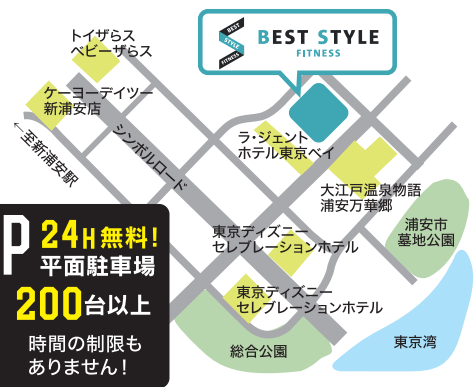 BEST
STYLE
FITNESS
BEST STYLE
FITNESS
トイザらス
ベビーザらス
ケーヨーデイツー
新浦安店
←至新浦安駅
シンボルロード
ラ・ジェント
ホテル東京ベイ
大江戸温泉物語
浦安万華郷
浦安市
墓地公園
東京ディズニー
セレブレーションホテル
東京ディズニー
セレブレーションホテル
総合公園
東京湾
P 24H無料!
平面駐車場
200台以上
時間の制限も
ありません!